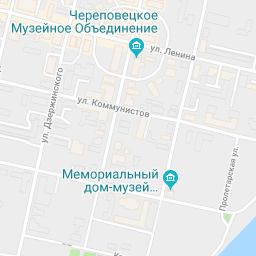 Череповецкое
Музейное Объединение
ул. Ленина
ул. Дзержинского
ул. Коммунистов
Пролетарская ул.
Мемориальный
дом-музей...